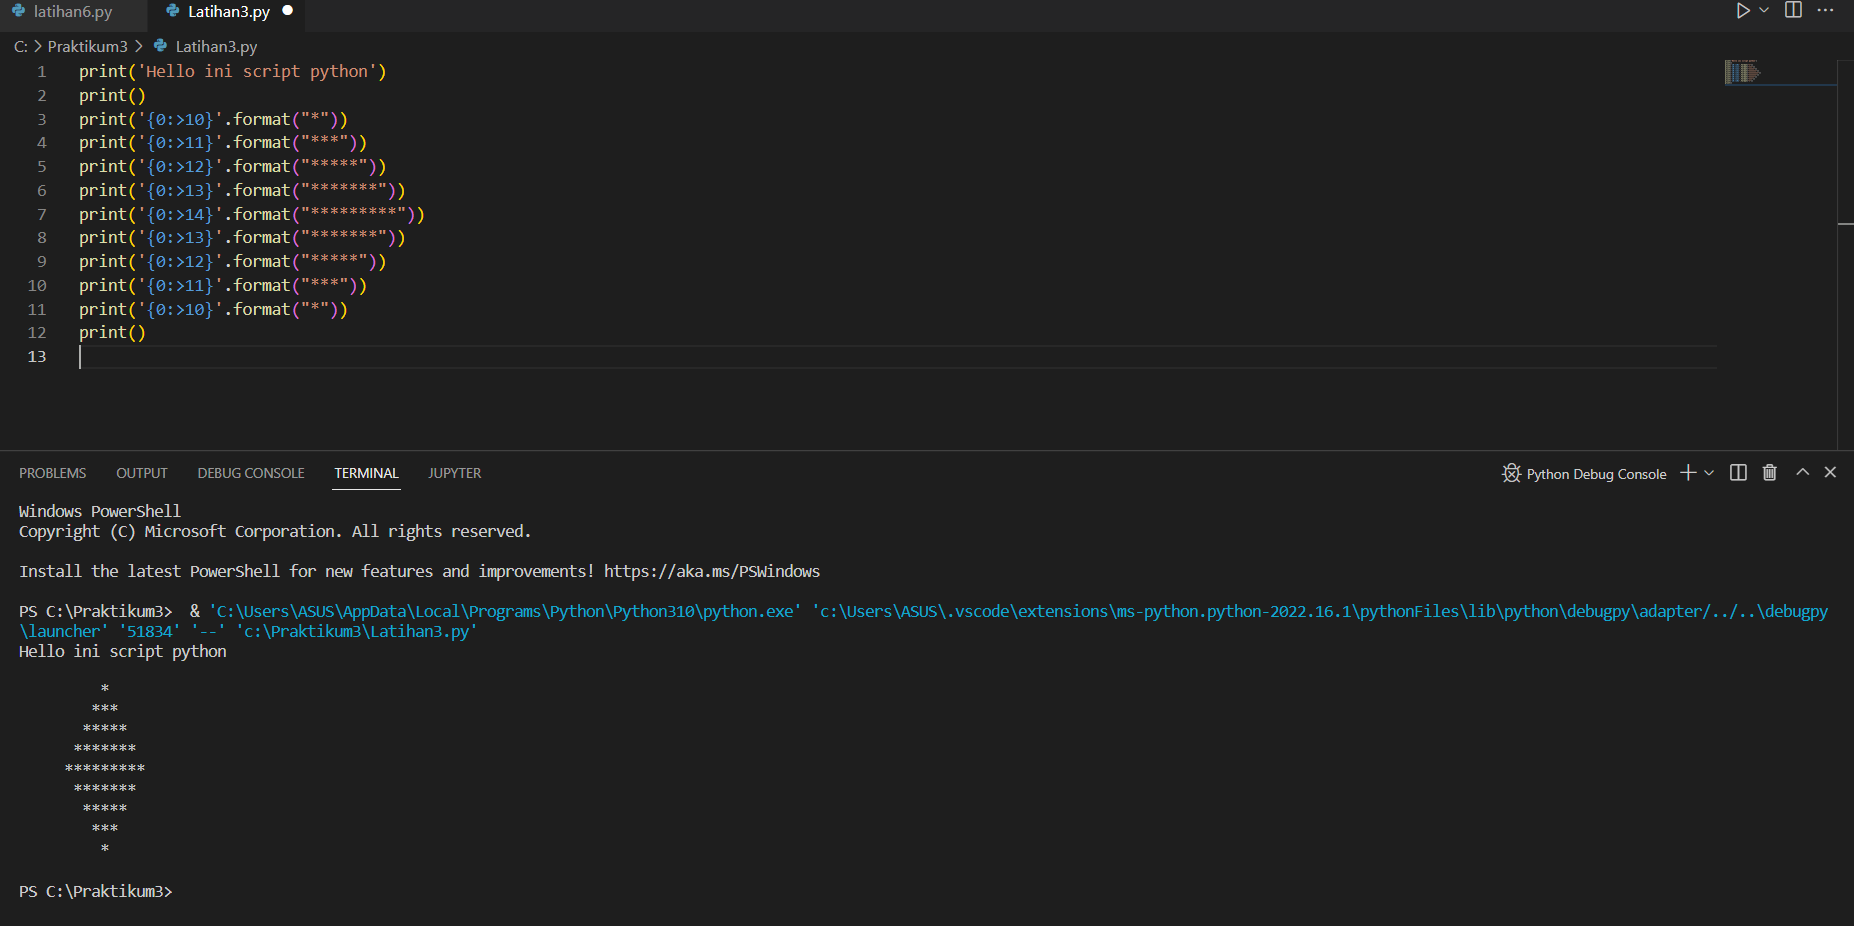 latihan6.py Latihan3.py
C: > Praktikum3 > Latihan3.py
1 print('Hello ini script python')
2 print()
3 print('{0:>10}'.format("*"))
4 print('{0:>11}'.format("***"))
5 print('{0:>12}'.format("*****"))
6 print('{0:>13}'.format("*******"))
7 print('{0:>14}'.format("*********"))
8 print('{0:>13}'.format("*******"))
9 print('{0:>12}'.format("*****"))
10 print('{0:>11}'.format("***"))
11 print('{0:>10}'.format("*"))
12 print()
13
PROBLEMS OUTPUT DEBUG CONSOLE TERMINAL JUPYTER Python Debug Console
Windows PowerShell
Copyright (C) Microsoft Corporation. All rights reserved.
Install the latest PowerShell for new features and improvements! https://aka.ms/PSWindows
PS C:\Praktikum3>  & 'C:\Users\ASUS\AppData\Local\Programs\Python\Python310\python.exe' 'c:\Users\ASUS\.vscode\extensions\ms-python.python-2022.16.1\pythonFiles\lib\python\debugpy\adapter/../..\debugpy
\launcher' '51834' '--' 'c:\Praktikum3\Latihan3.py'
Hello ini script python
         *
        ***
       *****
      *******
     *********
      *******
       *****
        ***
         *
PS C:\Praktikum3>